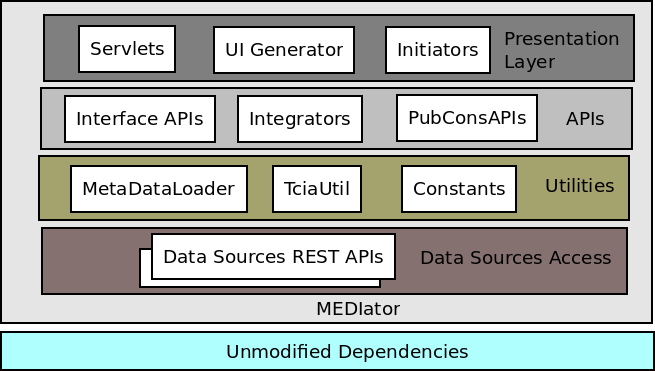 Servlets
UI Generator
Initiators
Presentation
Layer
Interface APIs
Integrators
PubConsAPIs
APIs
MetaDataLoader
TciaUtil
Constants
Utilities
Data Sources REST APIs
Data Sources Access
MEDIator
Unmodified Dependencies